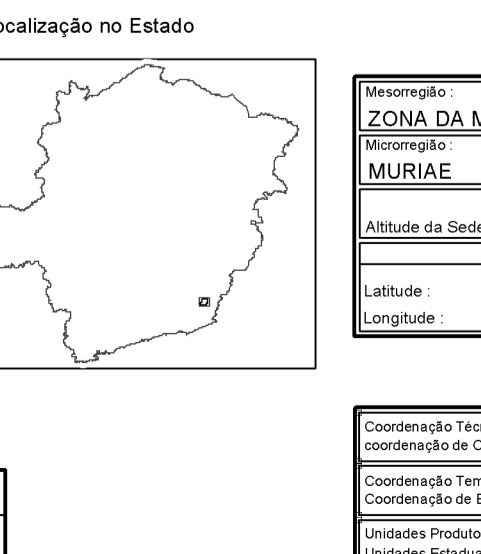 ocalização no Estado
Mesorregião :
ZONA DA M
Microrregião :
MURIAE
Altitude da Sede
Latitude :
Longitude :
Coordenação Téc
coordenação de C
Coordenação Tem
Coordenação de E
Unidades Produto
Unidades Estadua